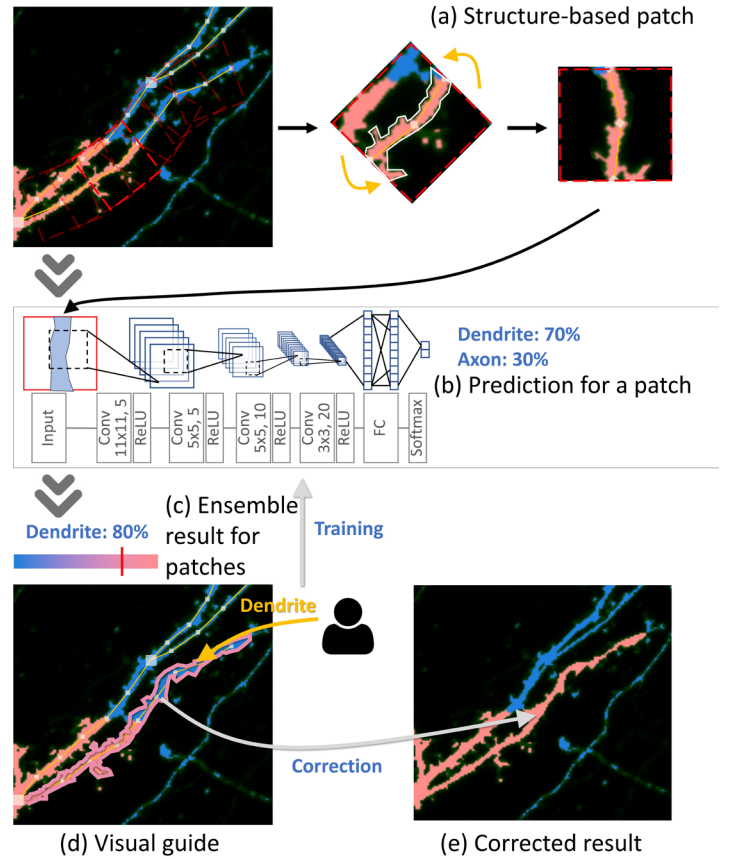 (a) Structure-based patch
Dendrite: 70%
Axon: 30%
(b) Prediction for a patch
Input
Conv
11x11, 5
ReLU
Conv
5x5, 5
ReLU
Conv
5x5, 10
ReLU
Conv
3x3, 20
ReLU
FC
Softmax
(c) Ensemble
result for
patches
Dendrite: 80%
Training
Dendrite
Correction
(d) Visual guide
(e) Corrected result